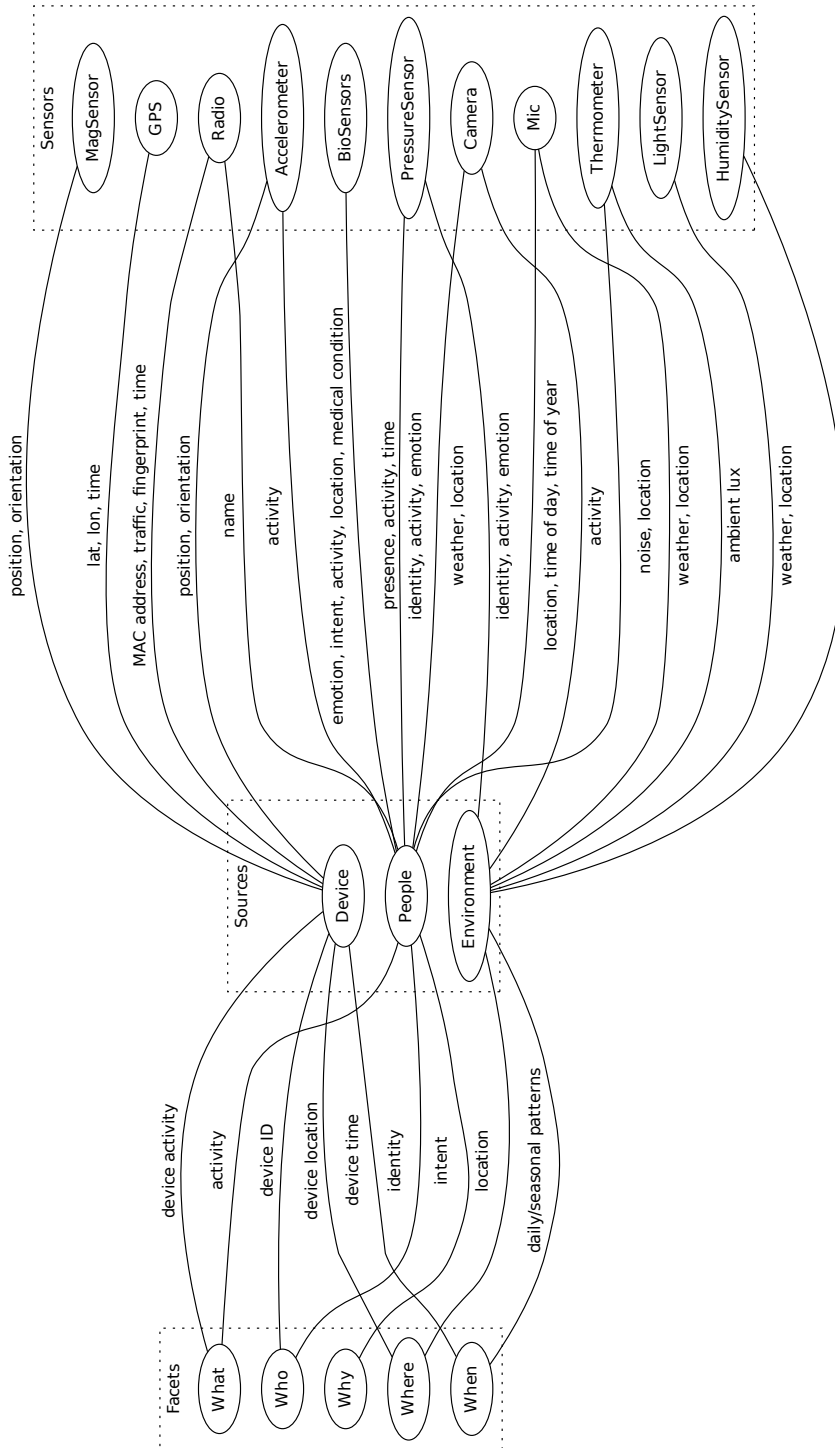 Facets
What
Who
Why
Where
When
device activity
activity
device ID
device location
device time
identity
intent
location
daily/seasonal patterns
Sources
Device
People
Environment
position, orientation
lat, lon, time
MAC address, traffic, fingerprint, time
position, orientation
name
activity
emotion, intent, activity, location, medical condition
presence, activity, time
identity, activity, emotion
weather, location
identity, activity, emotion
location, time of day, time of year
activity
noise, location
weather, location
ambient lux
weather, location
Sensors
MagSensor
GPS
Radio
Accelerometer
BioSensors
PressureSensor
Camera
Mic
Thermometer
LightSensor
HumiditySensor